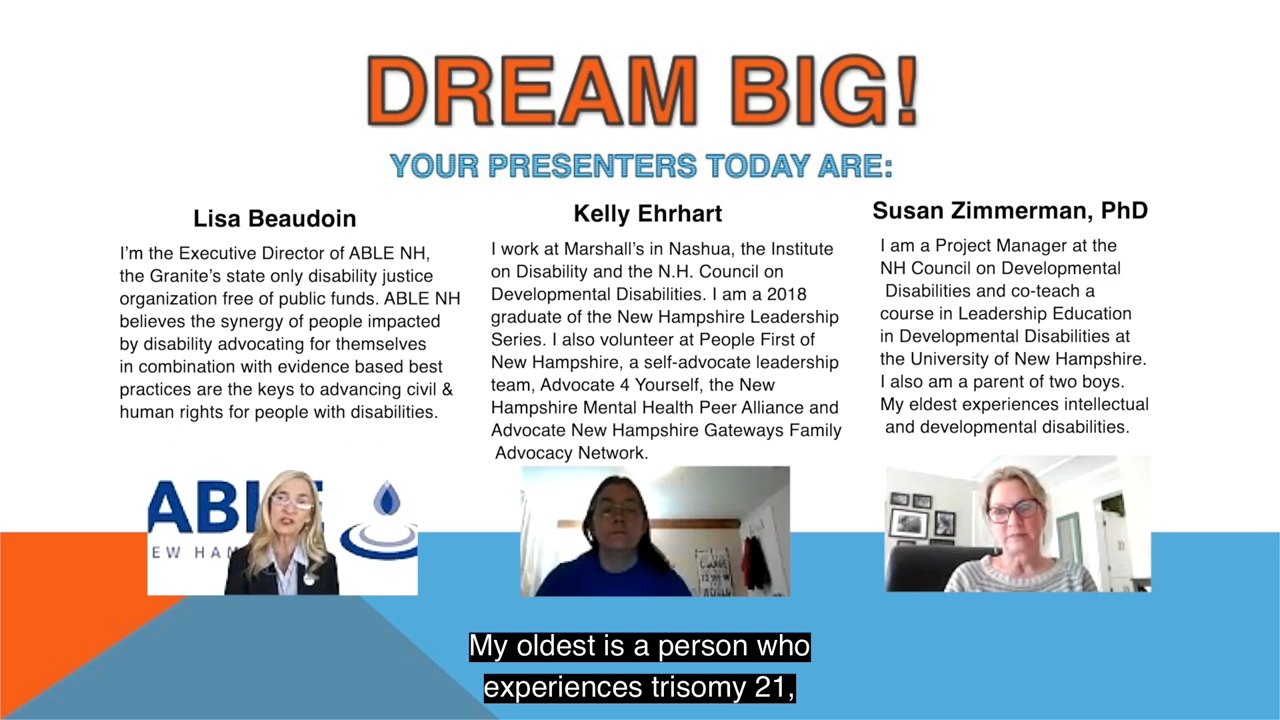 DREAM BIG!
YOUR PRESENTERS TODAY ARE:
Lisa Beaudoin
I’m the Executive Director of ABLE NH,
the Granite’s state only disability justice
organization free of public funds. ABLE NH
believes the synergy of people impacted
by disability advocating for themselves
in combination with evidence based best
practices are the keys to advancing civil &
human rights for people with disabilities.
Kelly Ehrhart
I work at Marshall’s in Nashua, the Institute
on Disability and the N.H. Council on
Developmental Disabilities. I am a 2018
graduate of the New Hampshire Leadership
Series. I also volunteer at People First of
New Hampshire, a self-advocate leadership
team, Advocate 4 Yourself, the New
Hampshire Mental Health Peer Alliance and
Advocate New Hampshire Gateways Family
Advocacy Network.
Susan Zimmerman, PhD
I am a Project Manager at the
NH Council on Developmental
Disabilities and co-teach a
course in Leadership Education
in Developmental Disabilities at
the University of New Hampshire.
I also am a parent of two boys.
My eldest experiences intellectual
and developmental disabilities.
ABLE
EW HAM
CHANGE
My oldest is a person who
experiences trisomy 21,